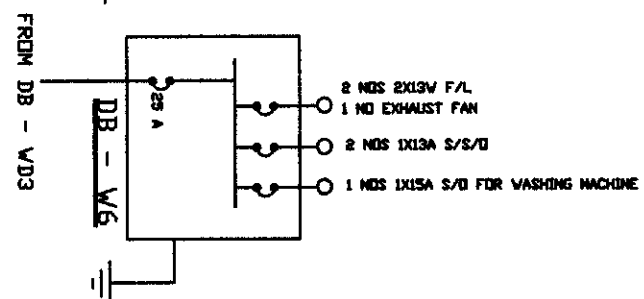 FROM DB - WD3
25 A
DB - W6
2 NOS 2X13W F/L
1 NO EXHAUST FAN
2 NOS 1X13A S/S/O
1 NOS 1X15A S/O FOR WASHING MACHINE